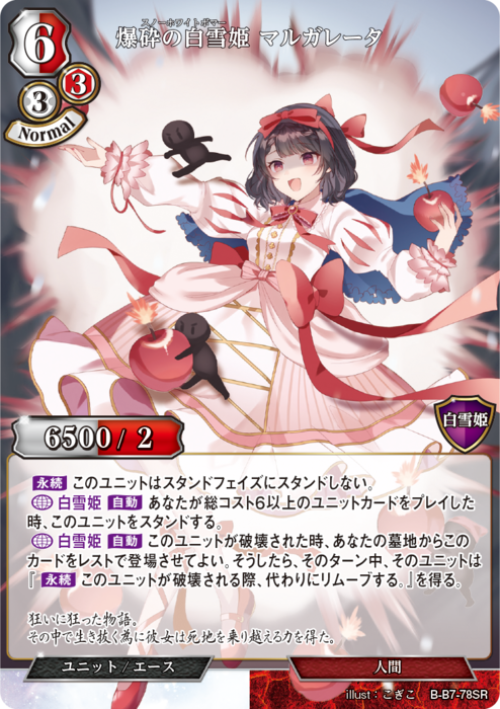 6
スノーホワイトボマー
爆砕の白雪姫 マルガレータ
3
3
Normal
6500 / 2
白雪姫
永続 このユニットはスタンドフェイズにスタンドしない。
白雪姫 自動 あなたが総コスト6以上のユニットカードをプレイした
時、このユニットをスタンドする。
白雪姫 自動 このユニットが破壊された時、あなたの墓地からこの
カードをレストで登場させてよい。そうしたら、そのターン中、そのユニットは
『 永続 このユニットが破壊される際、代わりにリムーブする。』を得る。
狂いに狂った物語。
その中で生き抜く為に彼女は死地を乗り越える力を得た。
ユニット / エース
人間
illust : こぎこ B-B7-78SR